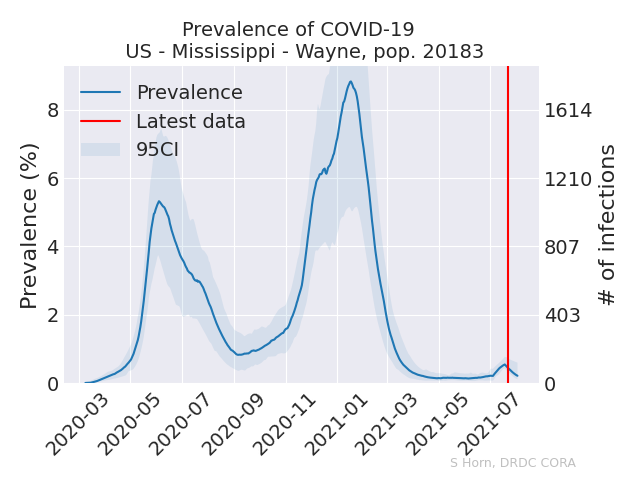 Prevalence of COVID-19
US - Mississippi - Wayne, pop. 20183
Prevalence
Latest data
95CI
Prevalence (%)
8
6
4
2
0
1614
1210
807
403
0
# of infections
2020-03
2020-05
2020-07
2020-09
2020-11
2021-01
2021-03
2021-05
2021-07
S Horn, DRDC CORA